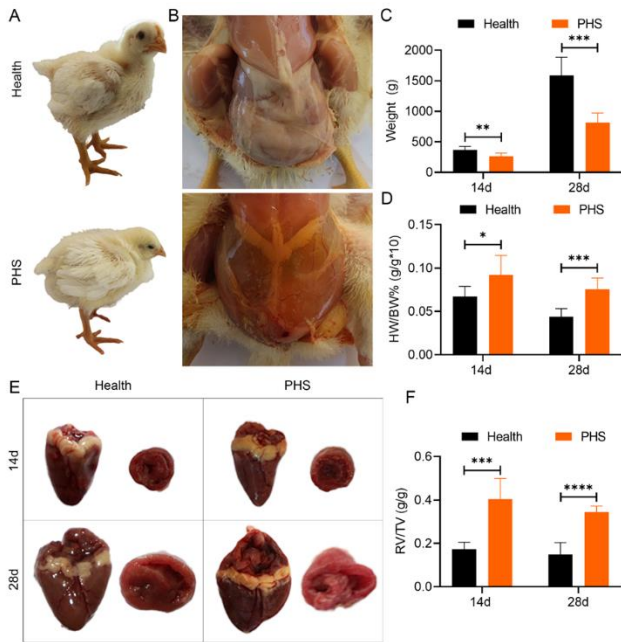 A
Health
PHS
B
C
Health PHS
Weight (g)
2000
1500
1000
500
0
**
***
14d 28d
D
Health PHS
HW/BW% (g/g*10)
0.15
0.10
0.05
0.00
*
***
14d 28d
E
Health PHS
14d
28d
F
Health PHS
RV/TV (g/g)
0.6
0.4
0.2
0.0
***
****
14d 28d